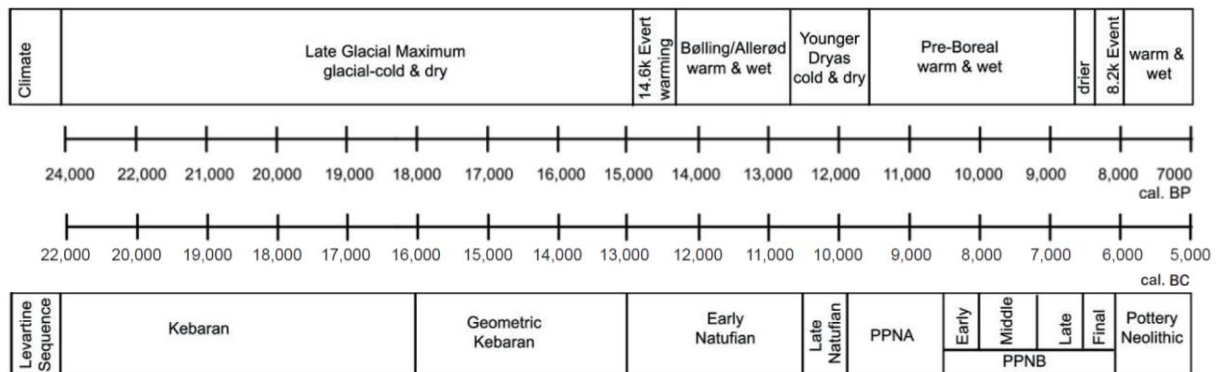 Climate
Late Glacial Maximum
glacial-cold & dry
14.6k Evert
warming
Bølling/Allerød
warm & wet
Younger
Dryas
cold & dry
Pre-Boreal
warm & wet
drier
8.2k Event
warm &
wet
24,000 22,000 21,000 20,000 19,000 18,000 17,000 16,000 15,000 14,000 13,000 12,000 11,000 10,000 9,000 8,000 7000
cal. BP
22,000 20,000 19,000 18,000 17,000 16,000 15,000 14,000 13,000 12,000 11,000 10,000 9,000 8,000 7,000 6,000 5,000
cal. BC
Levartine
Sequence
Kebaran
Geometric
Kebaran
Early
Natufian
Late
Natufian
PPNA
Early
Middle
Late
Final
PPNB
Pottery
Neolithic